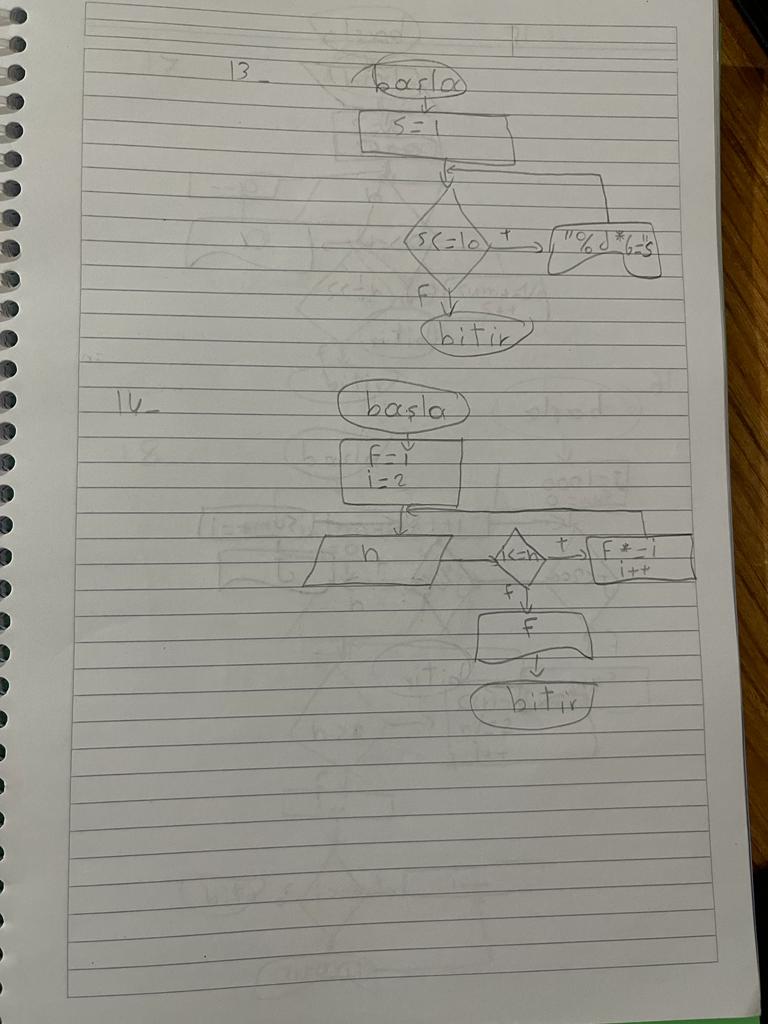 13_
başla
s=1
s<=10
+
"%d*6="s
F
bitir
14_
başla
F=1
i=2
n
i<=n
+
F*=i
i++
f
F
bitir